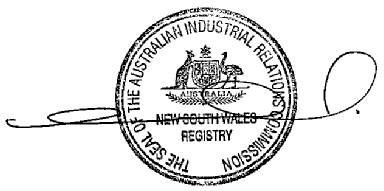 THE SEAL OF THE AUSTRALIAN INDUSTRIAL RELATIONS COMMISSION
AUSTRALIA
NEW SOUTH WALES
REGISTRY